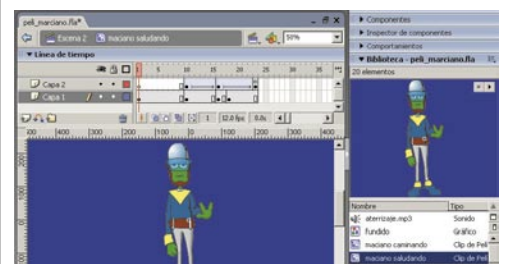 peli_marciano.fla*
Escena 2 maciano saludando 50%
Línea de tiempo
1 5 10 15 20 25 30 35
Capa 2
Capa 1
1 12.0 fps 0.0s
400 300 200 100 0 100 200 300 400
Componentes
Inspector de componentes
Comportamientos
Biblioteca - peli_marciano.fla
20 elementos
Nombre Tipo
aterrizaje.mp3 Sonido
fundido Gráfico
maciano caminando Clip de Pelí
maciano saludando Clip de Pelí